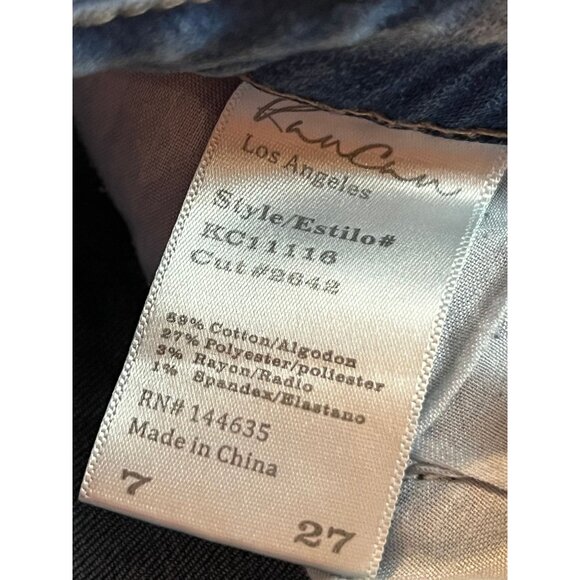 KanCan
Los Angeles
Style/Estilo#
KC11116
Cut#2642
69% Cotton/Algodon
27% Polyester/poliester
3% Rayon/Radio
1% Spandex/Elastano
RN# 144635
Made in China
7
27